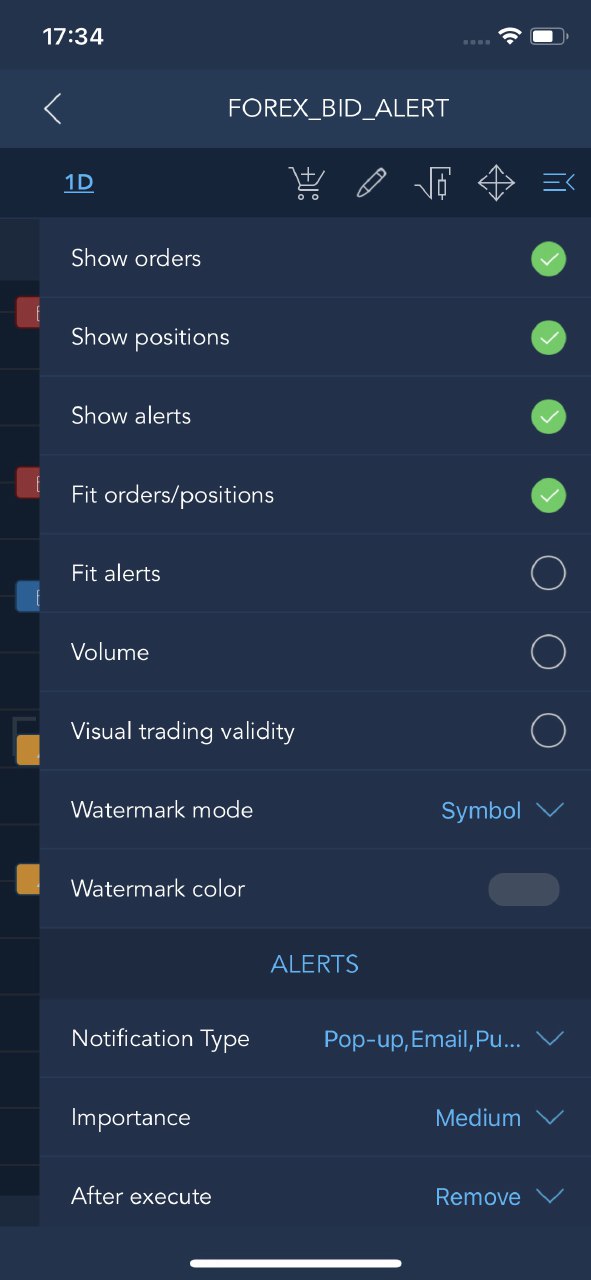 17:34
FOREX_BID_ALERT
1D
Show orders
Show positions
Show alerts
Fit orders/positions
Fit alerts
Volume
Visual trading validity
Watermark mode Symbol
Watermark color
ALERTS
Notification Type Pop-up,Email,Pu...
Importance Medium
After execute Remove